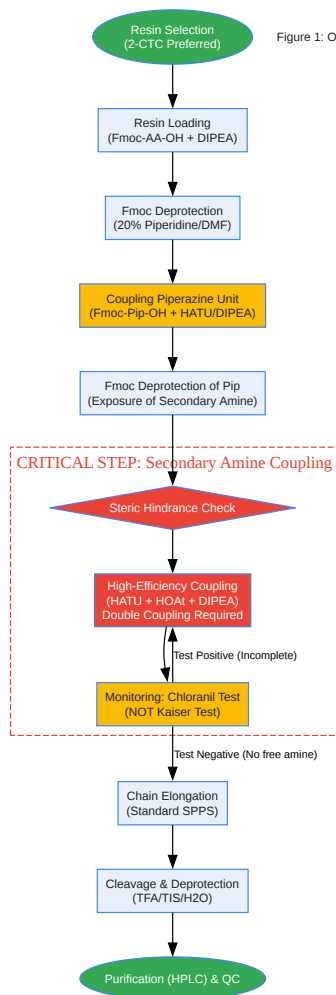 Resin Selection
(2-CTC Preferred)
Figure 1: O
Resin Loading
(Fmoc-AA-OH + DIPEA)
Fmoc Deprotection
(20% Piperidine/DMF)
Coupling Piperazine Unit
(Fmoc-Pip-OH + HATU/DIPEA)
Fmoc Deprotection of Pip
(Exposure of Secondary Amine)
CRITICAL STEP: Secondary Amine Coupling
Steric Hindrance Check
High-Efficiency Coupling
(HATU + HOAt + DIPEA)
Double Coupling Required
Test Positive (Incomplete)
Monitoring: Chloranil Test
(NOT Kaiser Test)
Test Negative (No free amine)
Chain Elongation
(Standard SPPS)
Cleavage & Deprotection
(TFA/TIS/H2O)
Purification (HPLC) & QC